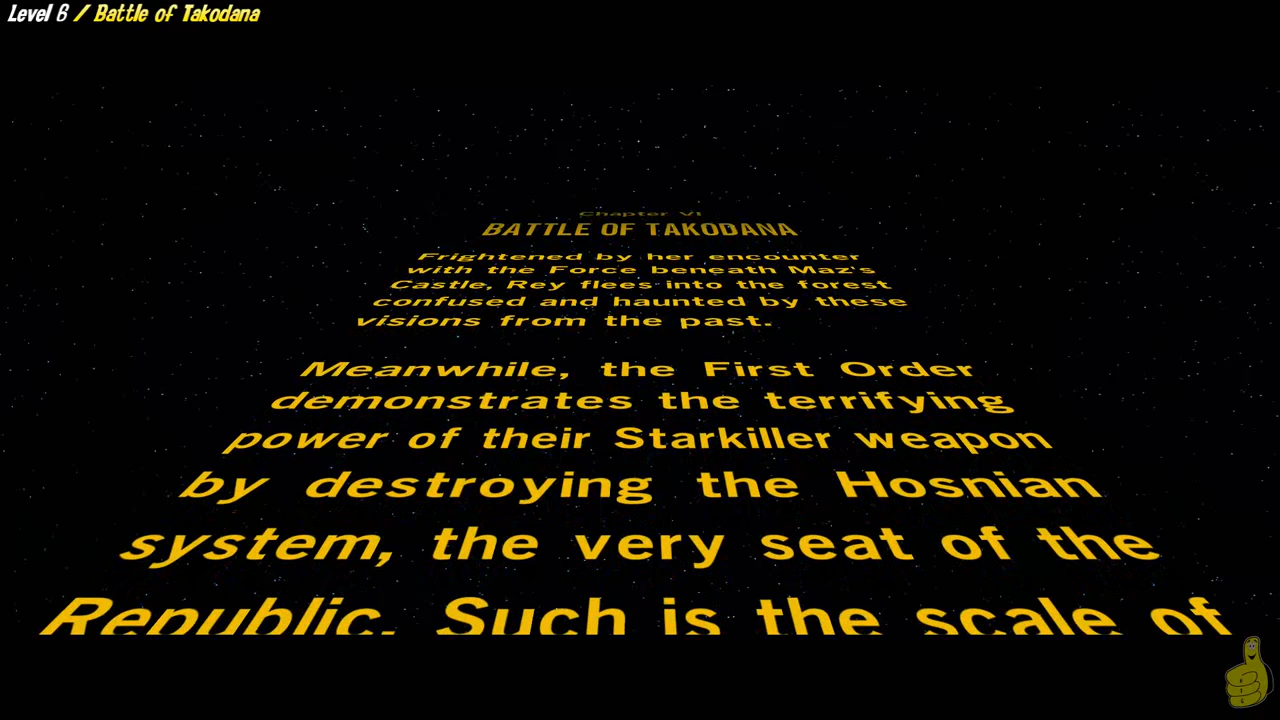 Level 6 / Battle of Takodana
Chapter VI
BATTLE OF TAKODANA
Frightened by her encounter
with the Force beneath Maz's
Castle, Rey flees into the forest
confused and haunted by these
visions from the past.
Meanwhile, the First Order
demonstrates the terrifying
power of their Starkiller weapon
by destroying the Hosnian
system, the very seat of the
Republic. Such is the scale of